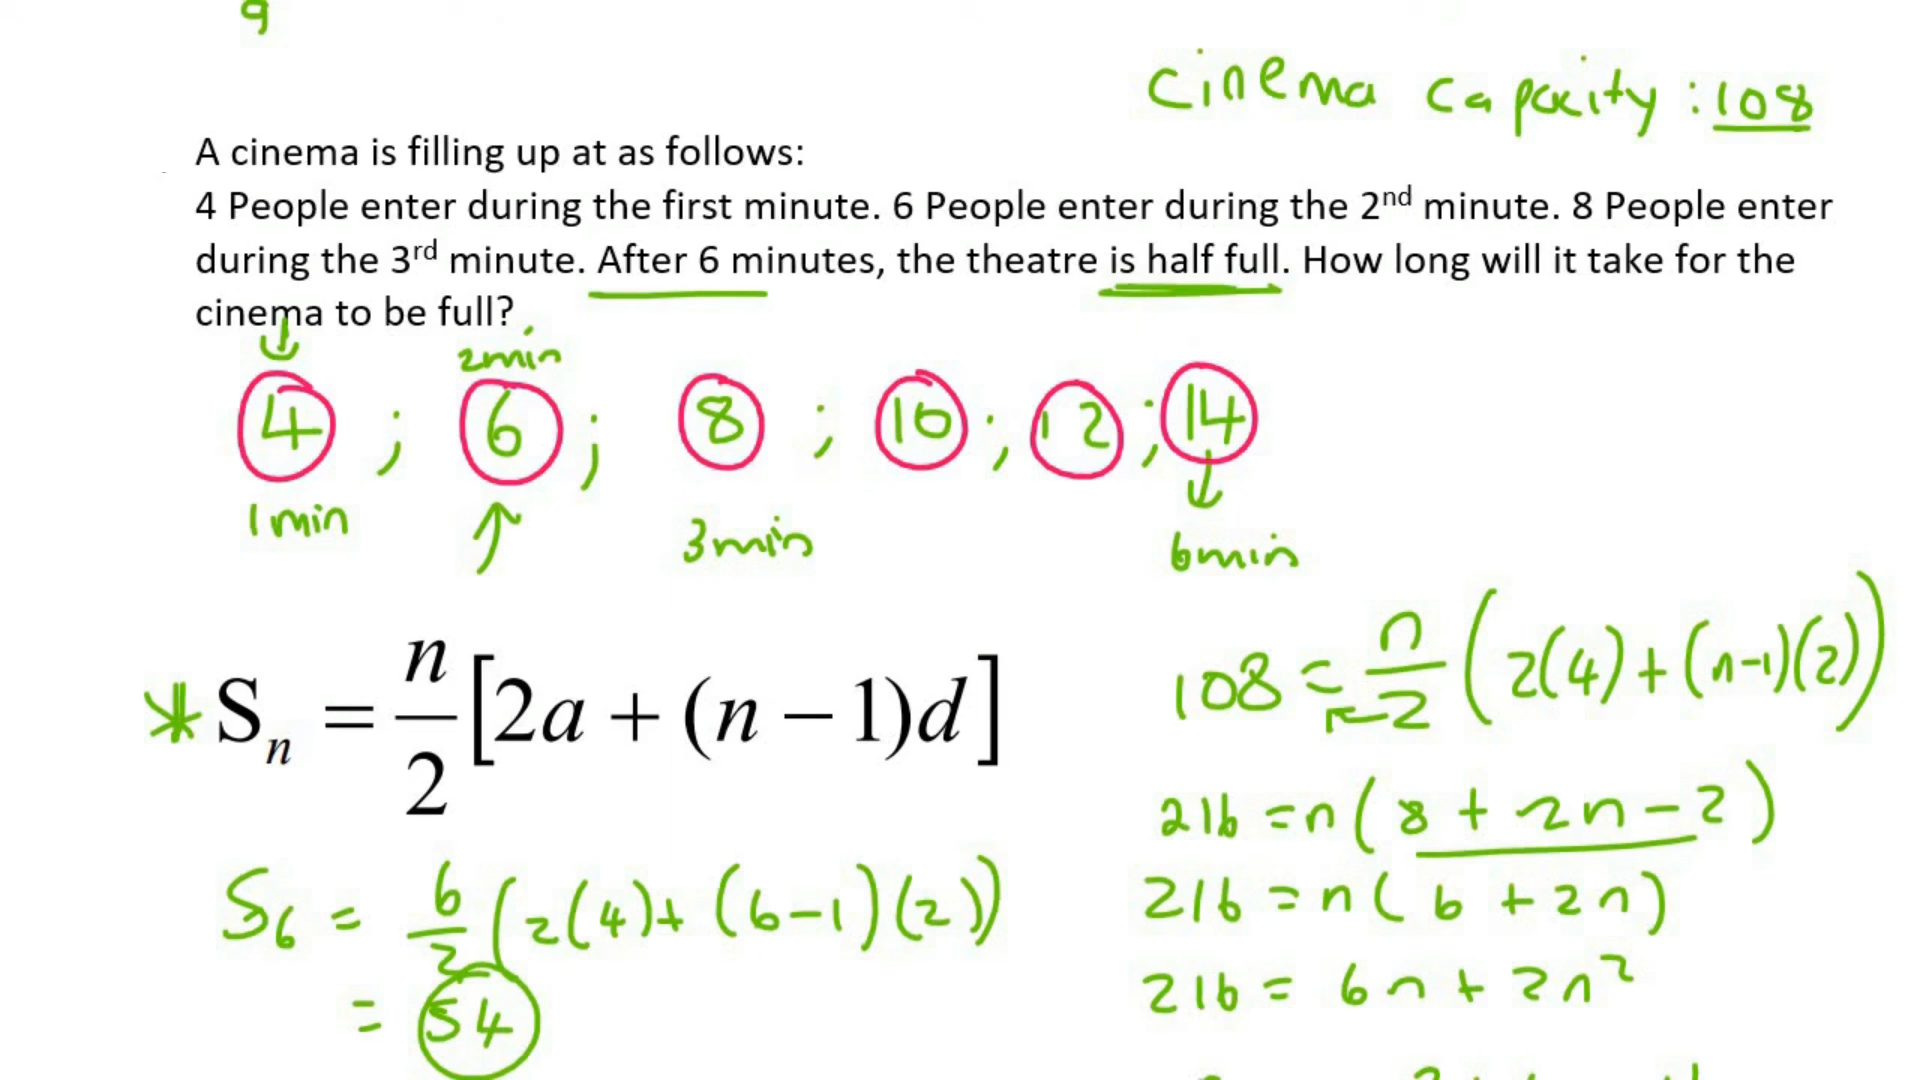 9
Cinema Capacity : 108
A cinema is filling up at as follows:
4 People enter during the first minute. 6 People enter during the 2nd minute. 8 People enter
during the 3rd minute. After 6 minutes, the theatre is half full. How long will it take for the
cinema to be full?
2min
4 ; 6 ; 8 ; 10 ; 12 ; 14
1min 3min 6min
* Sn = n/2 [2a + (n − 1)d]
108 = n/2 (2(4) + (n-1)(2))
216 = n(8 + 2n - 2)
S6 = 6/2 (2(4) + (6-1)(2))
216 = n(6 + 2n)
= 54
216 = 6n + 2n²